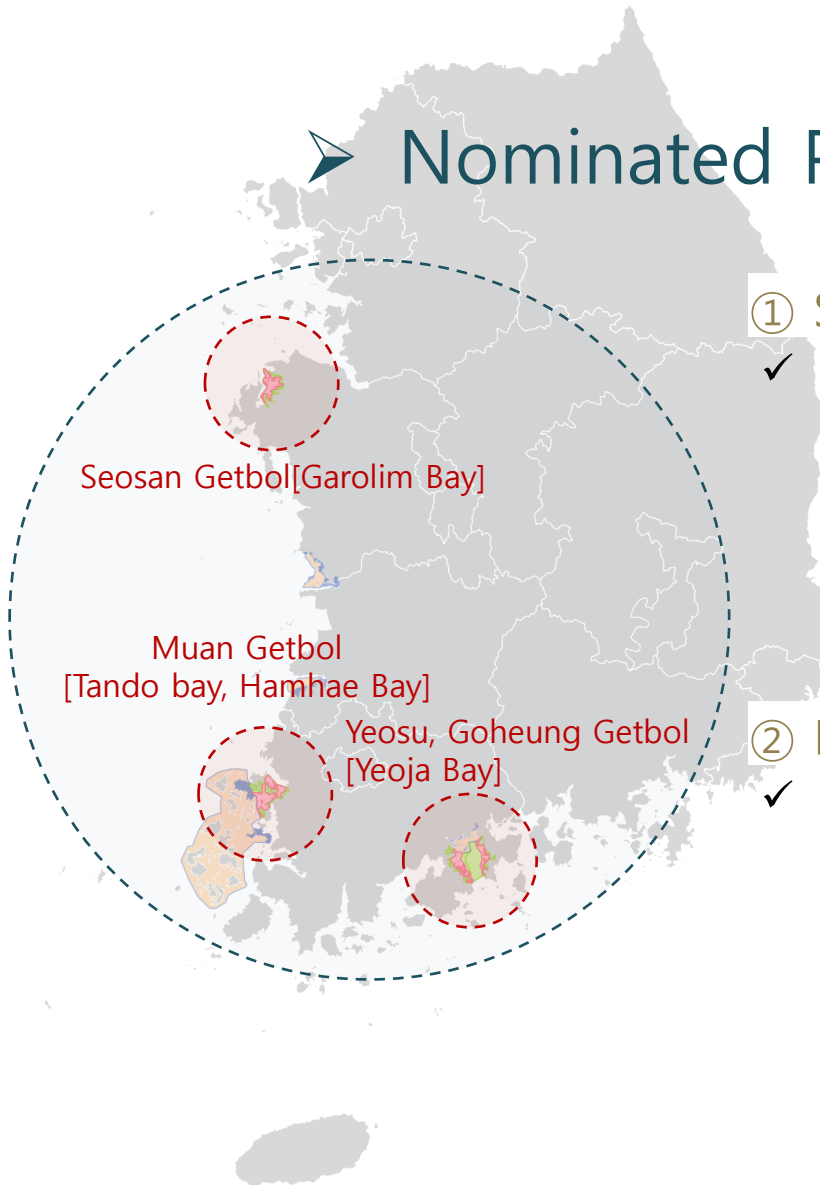 ➢ Nominated P
① S
✓
Seosan Getbol[Garolim Bay]
Muan Getbol
[Tando bay, Hamhae Bay]
Yeosu, Goheung Getbol
[Yeoja Bay]
②
✓